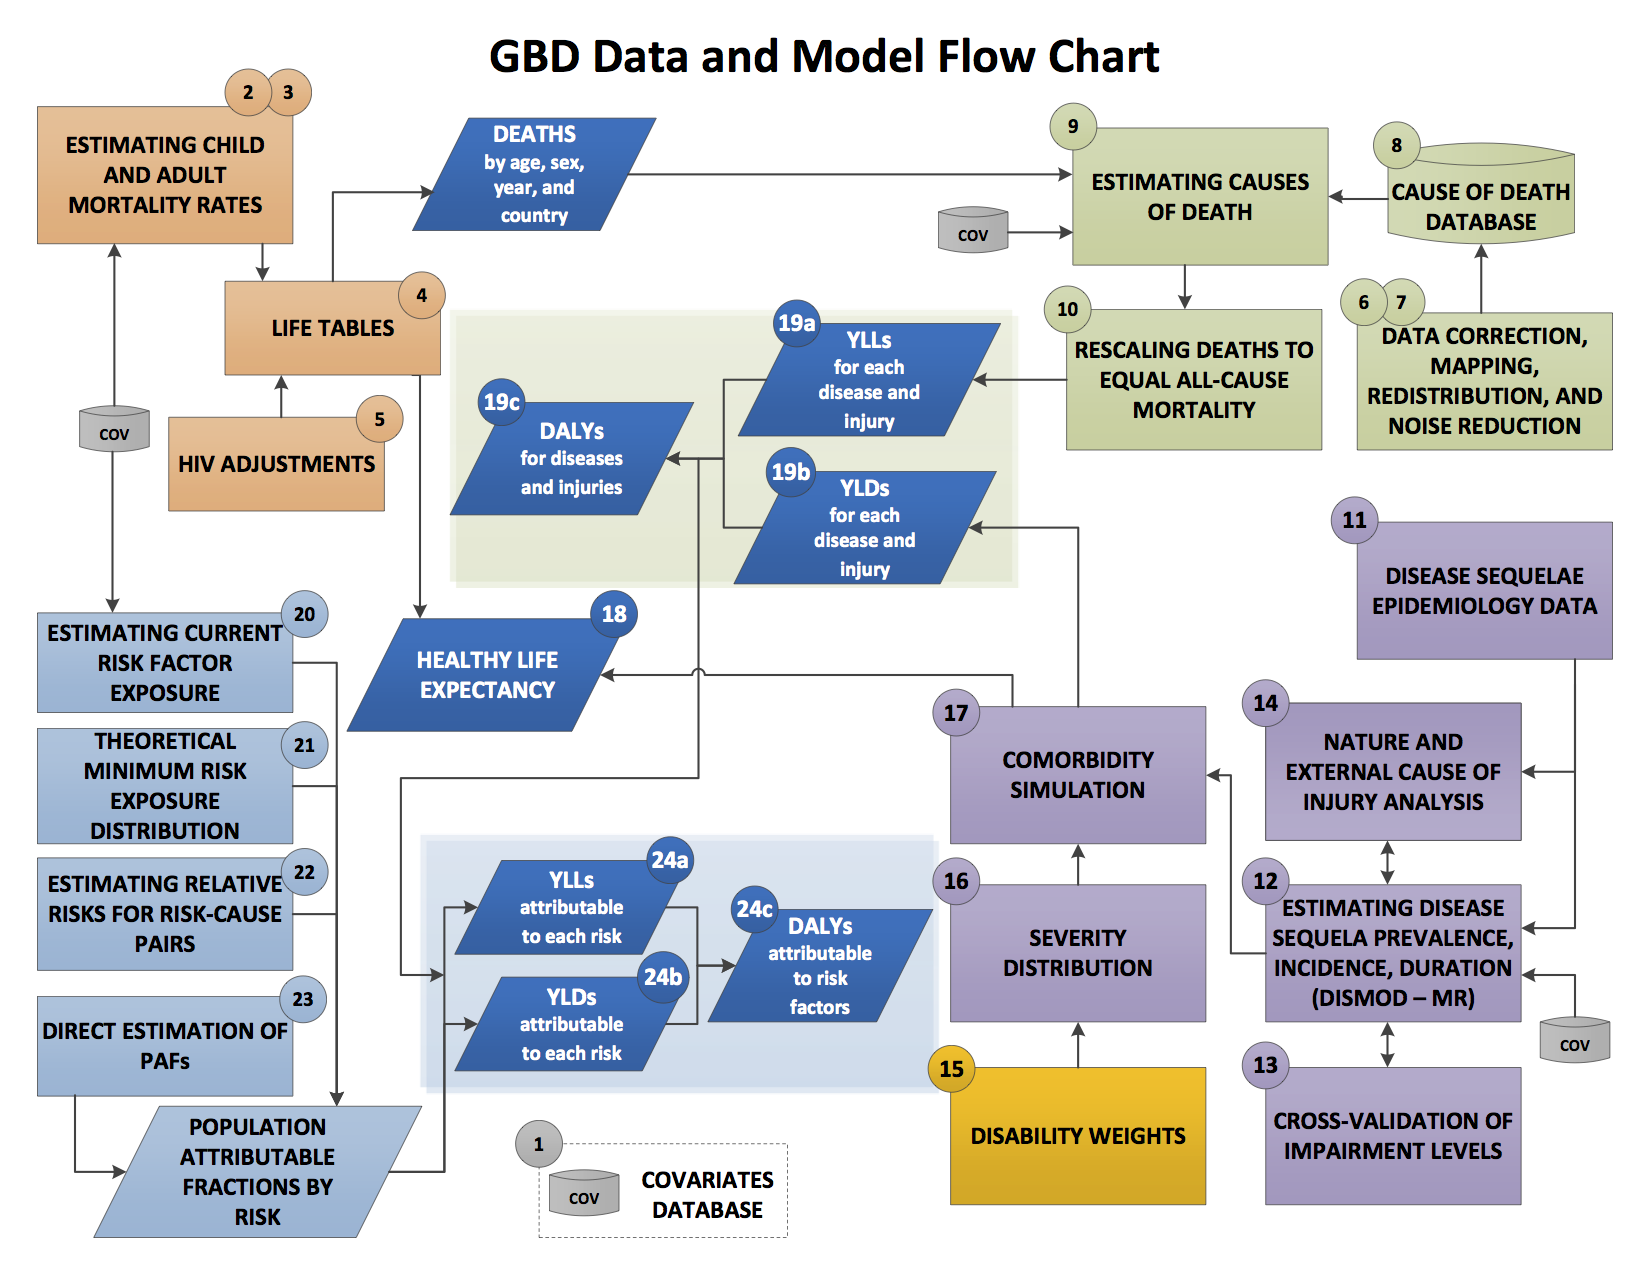 GBD Data and Model Flow Chart
2
3
ESTIMATING CHILD
AND ADULT
MORTALITY RATES
DEATHS
by age, sex,
year, and
country
9
ESTIMATING CAUSES
OF DEATH
8
CAUSE OF DEATH
DATABASE
COV
4
LIFE TABLES
10
RESCALING DEATHS TO
EQUAL ALL-CAUSE
MORTALITY
6
7
DATA CORRECTION,
MAPPING,
REDISTRIBUTION, AND
NOISE REDUCTION
19a
YLLs
for each
disease and
injury
19c
DALYs
for diseases
and injuries
19b
YLDs
for each
disease and
injury
COV
5
HIV ADJUSTMENTS
11
DISEASE SEQUELAE
EPIDEMIOLOGY DATA
20
ESTIMATING CURRENT
RISK FACTOR
EXPOSURE
18
HEALTHY LIFE
EXPECTANCY
21
THEORETICAL
MINIMUM RISK
EXPOSURE
DISTRIBUTION
17
COMORBIDITY
SIMULATION
14
NATURE AND
EXTERNAL CAUSE OF
INJURY ANALYSIS
22
ESTIMATING RELATIVE
RISKS FOR RISK-CAUSE
PAIRS
24a
YLLs
attributable
to each risk
24c
DALYs
attributable
to risk
factors
24b
YLDs
attributable
to each risk
16
SEVERITY
DISTRIBUTION
12
ESTIMATING DISEASE
SEQUELA PREVALENCE,
INCIDENCE, DURATION
(DISMOD – MR)
COV
23
DIRECT ESTIMATION OF
PAFs
15
DISABILITY WEIGHTS
13
CROSS-VALIDATION OF
IMPAIRMENT LEVELS
POPULATION
ATTRIBUTABLE
FRACTIONS BY
RISK
1
COV
COVARIATES
DATABASE